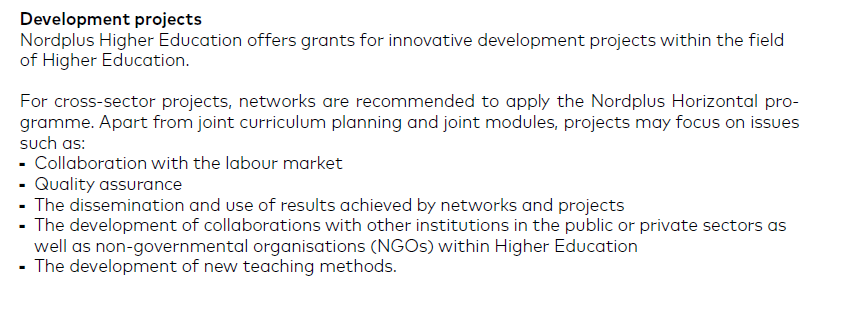 Development projects
Nordplus Higher Education offers grants for innovative development projects within the field
of Higher Education.
For cross-sector projects, networks are recommended to apply the Nordplus Horizontal pro-
gramme. Apart from joint curriculum planning and joint modules, projects may focus on issues
such as:
- Collaboration with the labour market
- Quality assurance
- The dissemination and use of results achieved by networks and projects
- The development of collaborations with other institutions in the public or private sectors as
well as non-governmental organisations (NGOs) within Higher Education
- The development of new teaching methods.